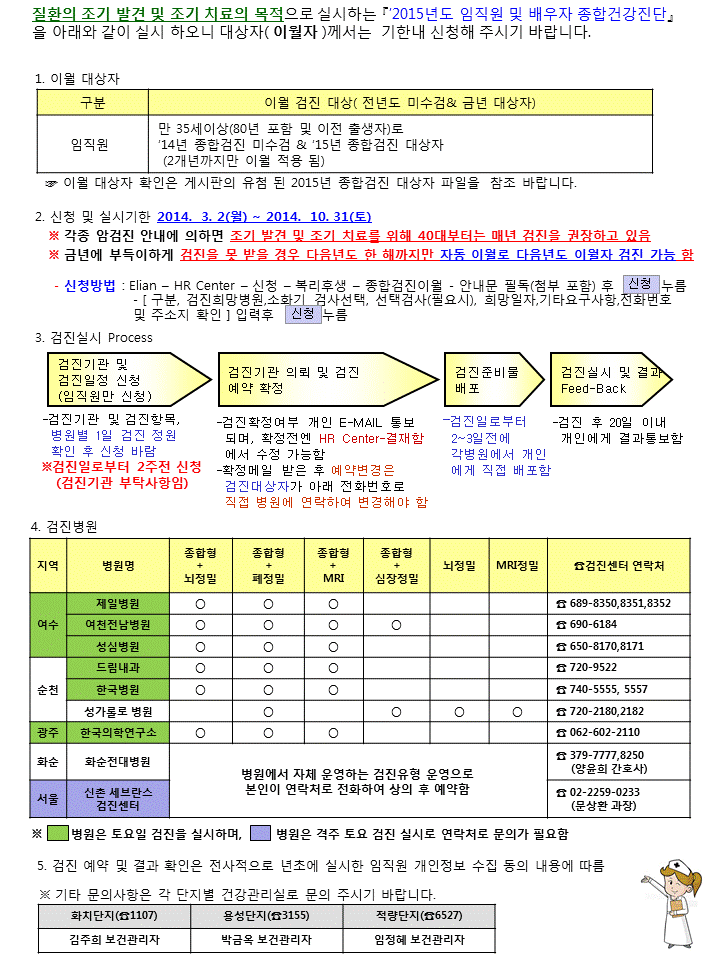 질환의 조기 발견 및 조기 치료의 목적으로 실시하는 『'2015년도 임직원 및 배우자 종합건강진단』
을 아래와 같이 실시 하오니 대상자( 이월자 )께서는 기한내 신청해 주시기 바랍니다.
1. 이월 대상자
구분 이월 검진 대상( 전년도 미수검& 금년 대상자)
임직원
만 35세이상(80년 포함 및 이전 출생자)로
'14년 종합검진 미수검 & '15년 종합검진 대상자
(2개년까지만 이월 적용 됨)
☞ 이월 대상자 확인은 게시판의 유첨 된 2015년 종합검진 대상자 파일을 참조 바랍니다.
2. 신청 및 실시기한 2014. 3. 2(월) ~ 2014. 10. 31(토)
※ 각종 암검진 안내에 의하면 조기 발견 및 조기 치료를 위해 40대부터는 매년 검진을 권장하고 있음
※ 금년에 부득이하게 검진을 못 받을 경우 다음년도 한 해까지만 자동 이월로 다음년도 이월자 검진 가능 함
- 신청방법 : Elian – HR Center – 신청 – 복리후생 – 종합검진이월 - 안내문 필독(첨부 포함) 후 신청 누름
- [ 구분, 검진희망병원,소화기 검사선택, 선택검사(필요시), 희망일자,기타요구사항,전화번호
및 주소지 확인 ] 입력후 신청 누름
3. 검진실시 Process
검진기관 및
검진일정 신청
(임직원만 신청)
검진기관 의뢰 및 검진
예약 확정
검진준비물
배포
검진실시 및 결과
Feed-Back
-검진기관 및 검진항목,
병원별 1일 검진 정원
확인 후 신청 바람
※검진일로부터 2주전 신청
(검진기관 부탁사항임)
-검진확정여부 개인 E-MAIL 통보
되며, 확정전엔 HR Center-결재함
에서 수정 가능함
-확정메일 받은 후 예약변경은
검진대상자가 아래 전화번호로
직접 병원에 연락하여 변경해야 함
-검진일로부터
2~3일전에
각병원에서 개인
에게 직접 배포함
-검진 후 20일 이내
개인에게 결과통보함
4. 검진병원
지역 병원명 종합형 + 뇌정밀 종합형 + 폐정밀 종합형 + MRI 종합형 + 심장정밀 뇌정밀 MRI정밀 ☎검진센터 연락처
여수 제일병원 ○ ○ ○ ☎ 689-8350,8351,8352
여천전남병원 ○ ○ ○ ○ ☎ 690-6184
성심병원 ○ ○ ○ ☎ 650-8170,8171
순천 드림내과 ○ ○ ○ ☎ 720-9522
한국병원 ○ ○ ○ ☎ 740-5555, 5557
성가롤로 병원 ○ ○ ○ ○ ☎ 720-2180,2182
광주 한국의학연구소 ○ ○ ○ ☎ 062-602-2110
화순 화순전대병원 ☎ 379-7777,8250
(양윤희 간호사)
병원에서 자체 운영하는 검진유형 운영으로
본인이 연락처로 전화하여 상의 후 예약함
서울 신촌 세브란스
검진센터
☎ 02-2259-0233
(문상환 과장)
※ 병원은 토요일 검진을 실시하며, 병원은 격주 토요 검진 실시로 연락처로 문의가 필요함
5. 검진 예약 및 결과 확인은 전사적으로 년초에 실시한 임직원 개인정보 수집 동의 내용에 따름
※ 기타 문의사항은 각 단지별 건강관리실로 문의 주시기 바랍니다.
화치단지(☎1107) 용성단지(☎3155) 적량단지(☎6527)
김주희 보건관리자 박금옥 보건관리자 임정혜 보건관리자